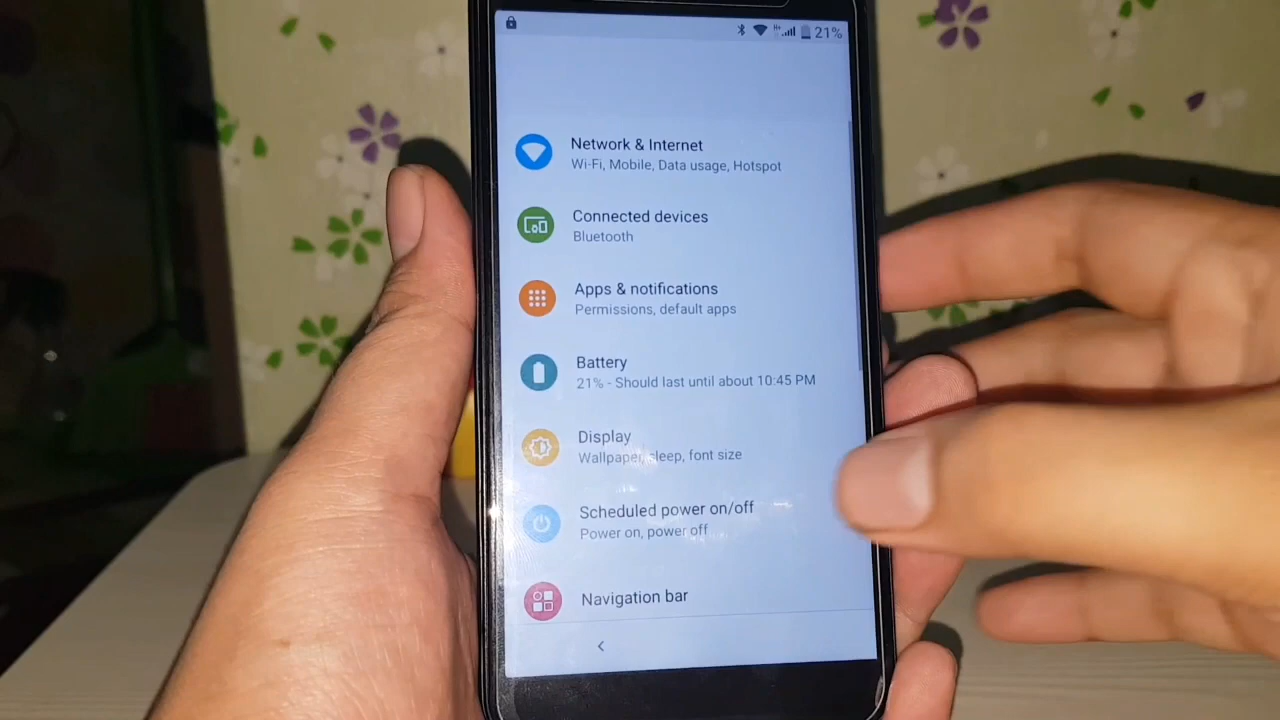 21%
Network & Internet
Wi-Fi, Mobile, Data usage, Hotspot
Connected devices
Bluetooth
Apps & notifications
Permissions, default apps
Battery
21% - Should last until about 10:45 PM
Display
Wallpaper, sleep, font size
Scheduled power on/off
Power on, power off
Navigation bar